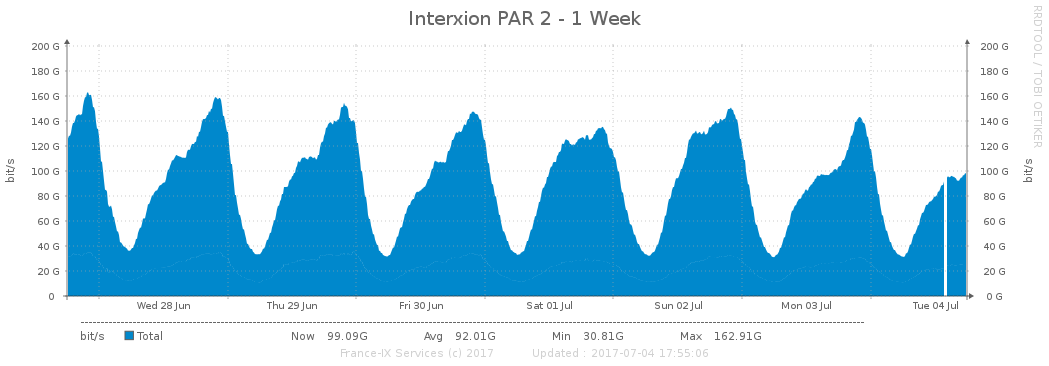 Interxion PAR 2 - 1 Week
RRDTOOL / TOBI OETIKER
200 G 200 G
180 G 180 G
160 G 160 G
140 G 140 G
120 G 120 G
100 G 100 G
80 G 80 G
60 G 60 G
40 G 40 G
20 G 20 G
0 0 G
bit/s bit/s
Wed 28 Jun Thu 29 Jun Fri 30 Jun Sat 01 Jul Sun 02 Jul Mon 03 Jul Tue 04 Jul
bit/s Total Now 99.09G Avg 92.01G Min 30.81G Max 162.91G
France-IX Services (c) 2017 Updated : 2017-07-04 17:55:06